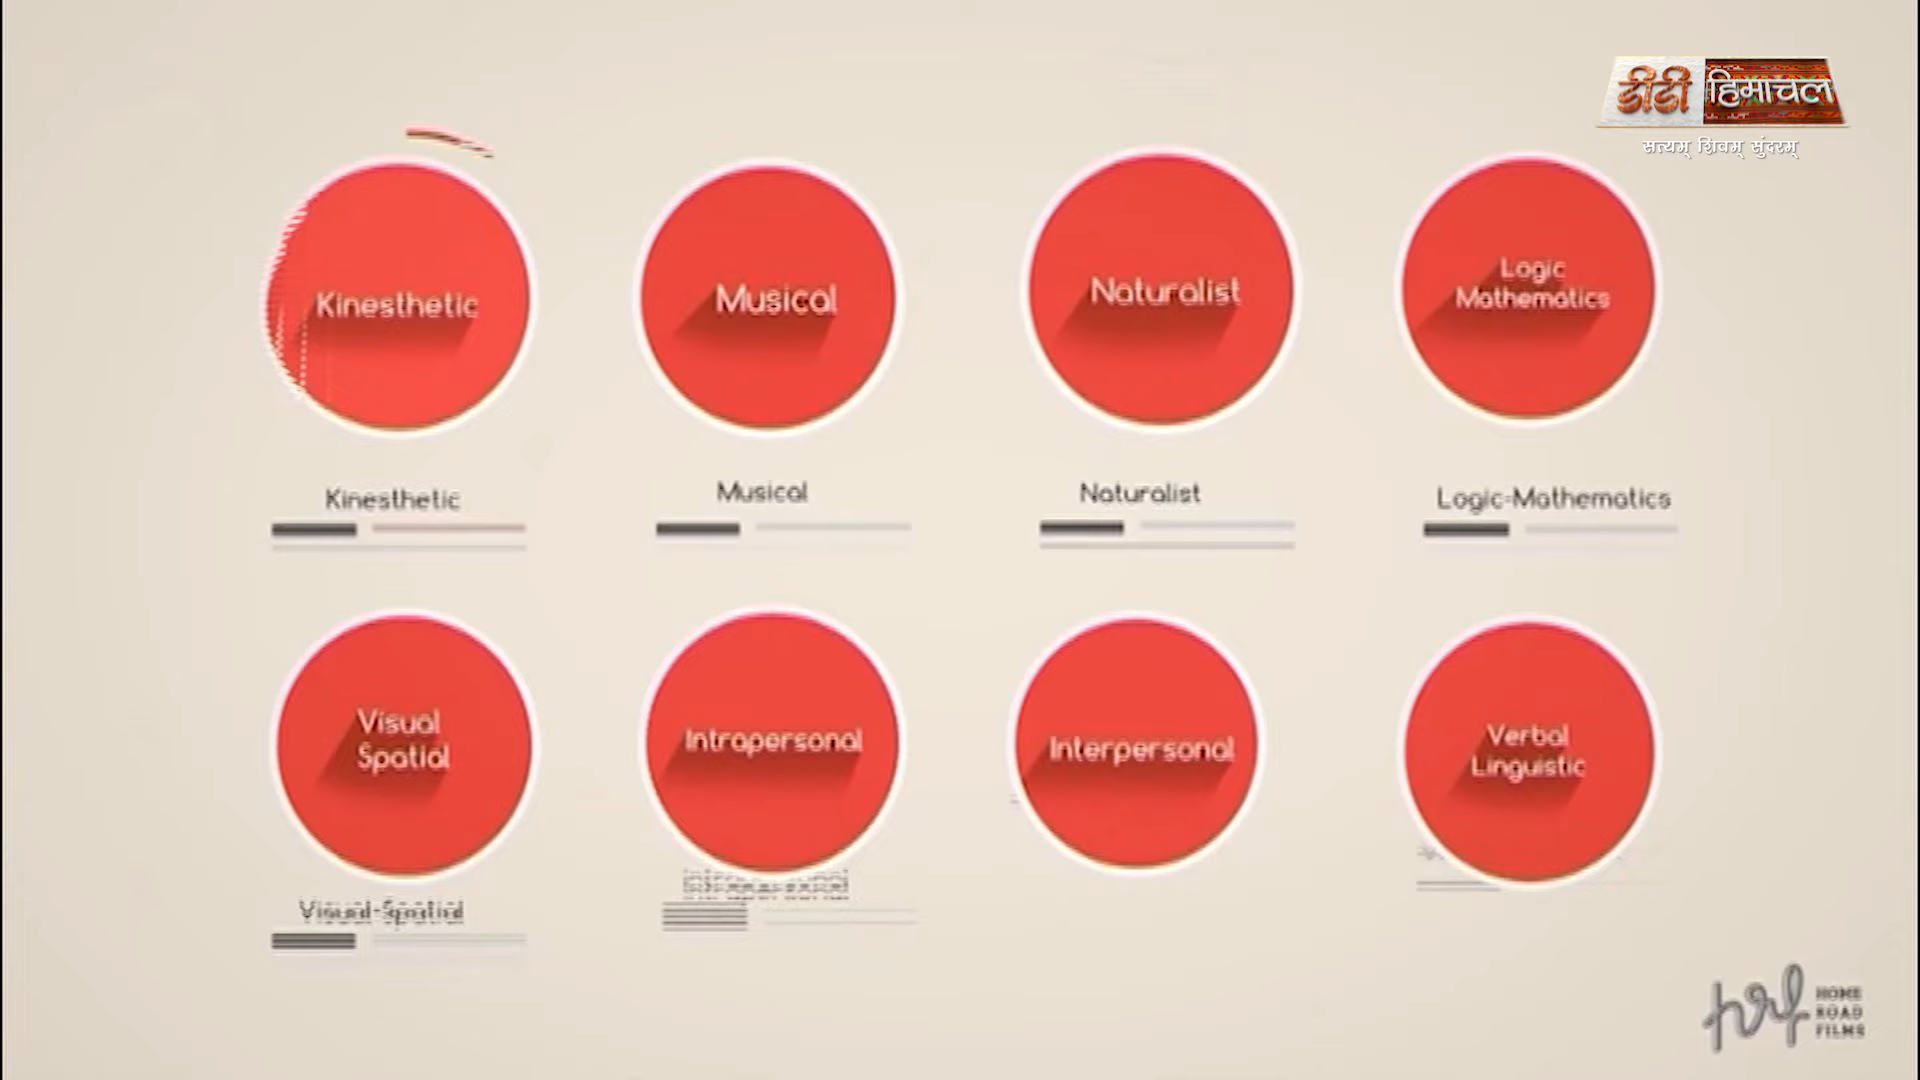 डीडी हिमाचल
सत्यम् शिवम् सुंदरम्
Kinesthetic
Musical
Naturalist
Logic
Mathematics
Kinesthetic
Musical
Naturalist
Logic-Mathematics
Visual
Spatial
Intrapersonal
Interpersonal
Verbal
Linguistic
Visual-Spatial
hrf
HOME
ROAD
FILMS